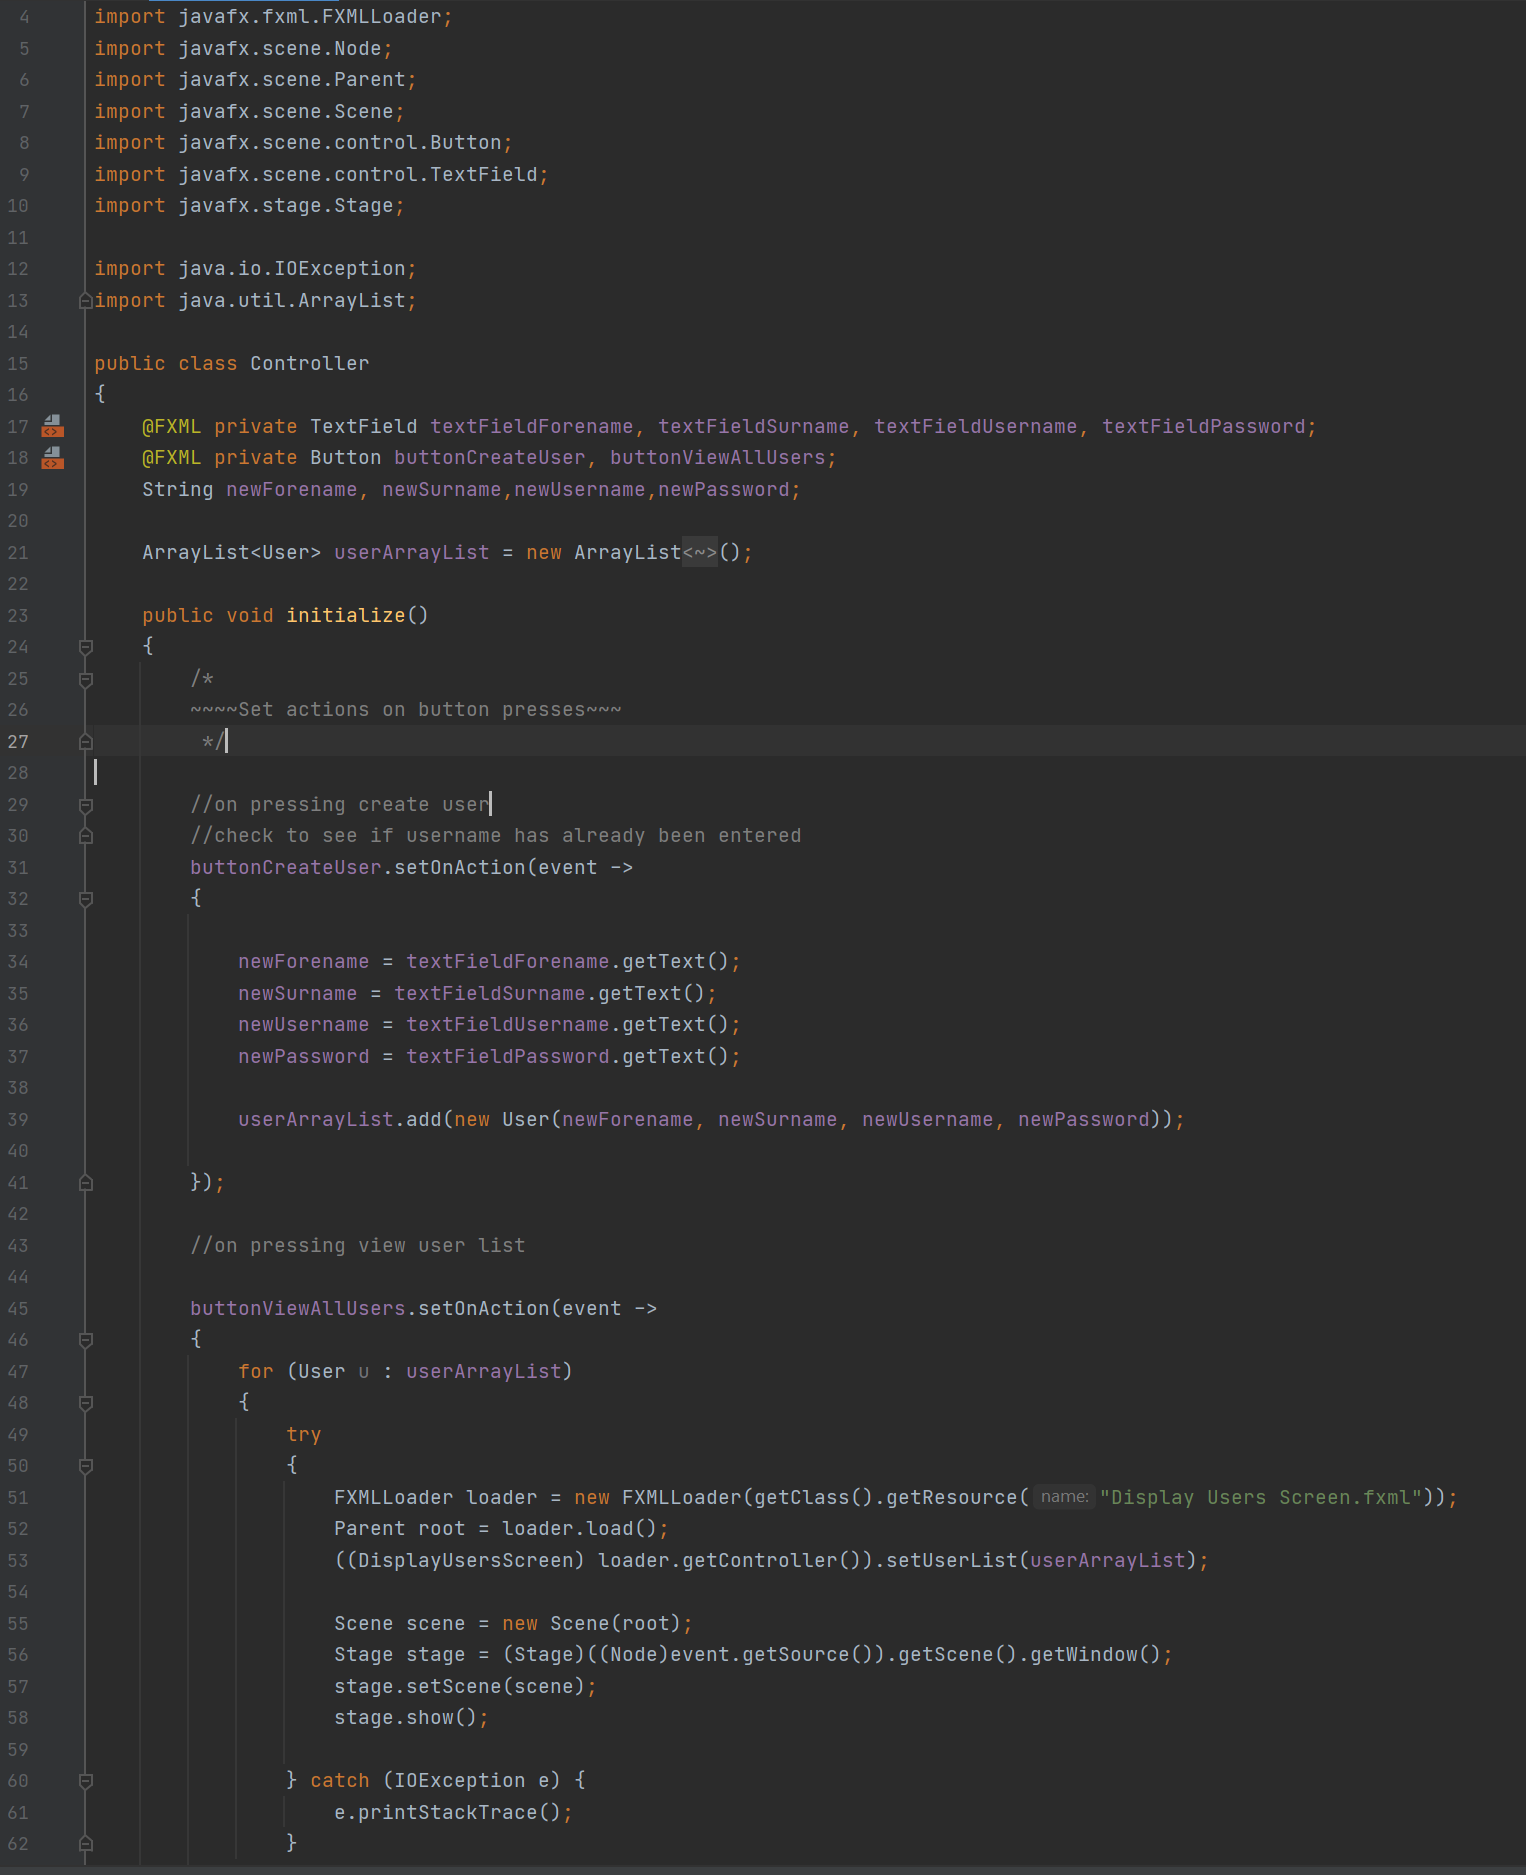 4 import javafx.fxml.FXMLLoader;
5 import javafx.scene.Node;
6 import javafx.scene.Parent;
7 import javafx.scene.Scene;
8 import javafx.scene.control.Button;
9 import javafx.scene.control.TextField;
10 import javafx.stage.Stage;
11
12 import java.io.IOException;
13 import java.util.ArrayList;
14
15 public class Controller
16 {
17     @FXML private TextField textFieldForename, textFieldSurname, textFieldUsername, textFieldPassword;
18     @FXML private Button buttonCreateUser, buttonViewAllUsers;
19     String newForename, newSurname,newUsername,newPassword;
20
21     ArrayList<User> userArrayList = new ArrayList<~>();
22
23     public void initialize()
24     {
25         /*
26         ~~~~Set actions on button presses~~~
27          */
28
29         //on pressing create user
30         //check to see if username has already been entered
31         buttonCreateUser.setOnAction(event ->
32         {
33
34             newForename = textFieldForename.getText();
35             newSurname = textFieldSurname.getText();
36             newUsername = textFieldUsername.getText();
37             newPassword = textFieldPassword.getText();
38
39             userArrayList.add(new User(newForename, newSurname, newUsername, newPassword));
40
41         });
42
43         //on pressing view user list
44
45         buttonViewAllUsers.setOnAction(event ->
46         {
47             for (User u : userArrayList)
48             {
49                 try
50                 {
51                     FXMLLoader loader = new FXMLLoader(getClass().getResource( name: "Display Users Screen.fxml"));
52                     Parent root = loader.load();
53                     ((DisplayUsersScreen) loader.getController()).setUserList(userArrayList);
54
55                     Scene scene = new Scene(root);
56                     Stage stage = (Stage)((Node)event.getSource()).getScene().getWindow();
57                     stage.setScene(scene);
58                     stage.show();
59
60                 } catch (IOException e) {
61                     e.printStackTrace();
62                 }